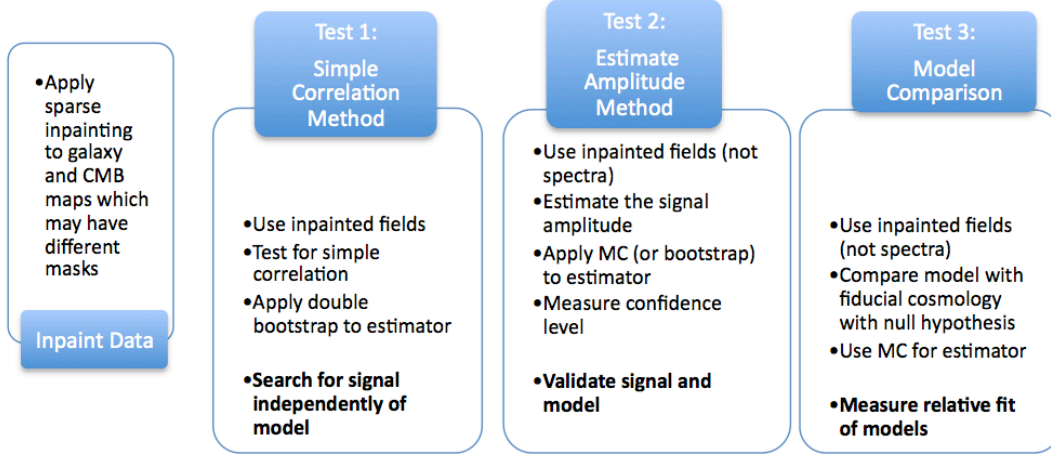 •Apply
sparse
inpainting
to galaxy
and CMB
maps which
may have
different
masks
Inpaint Data
Test 1:
Simple
Correlation
Method
•Use inpainted fields
•Test for simple
correlation
•Apply double
bootstrap to estimator
•Search for signal
independently of
model
Test 2:
Estimate
Amplitude
Method
•Use inpainted fields (not
spectra)
•Estimate the signal
amplitude
•Apply MC (or bootstrap)
to estimator
•Measure confidence
level
•Validate signal and
model
Test 3:
Model
Comparison
•Use inpainted fields
(not spectra)
•Compare model with
fiducial cosmology
with null hypothesis
•Use MC for estimator
•Measure relative fit
of models